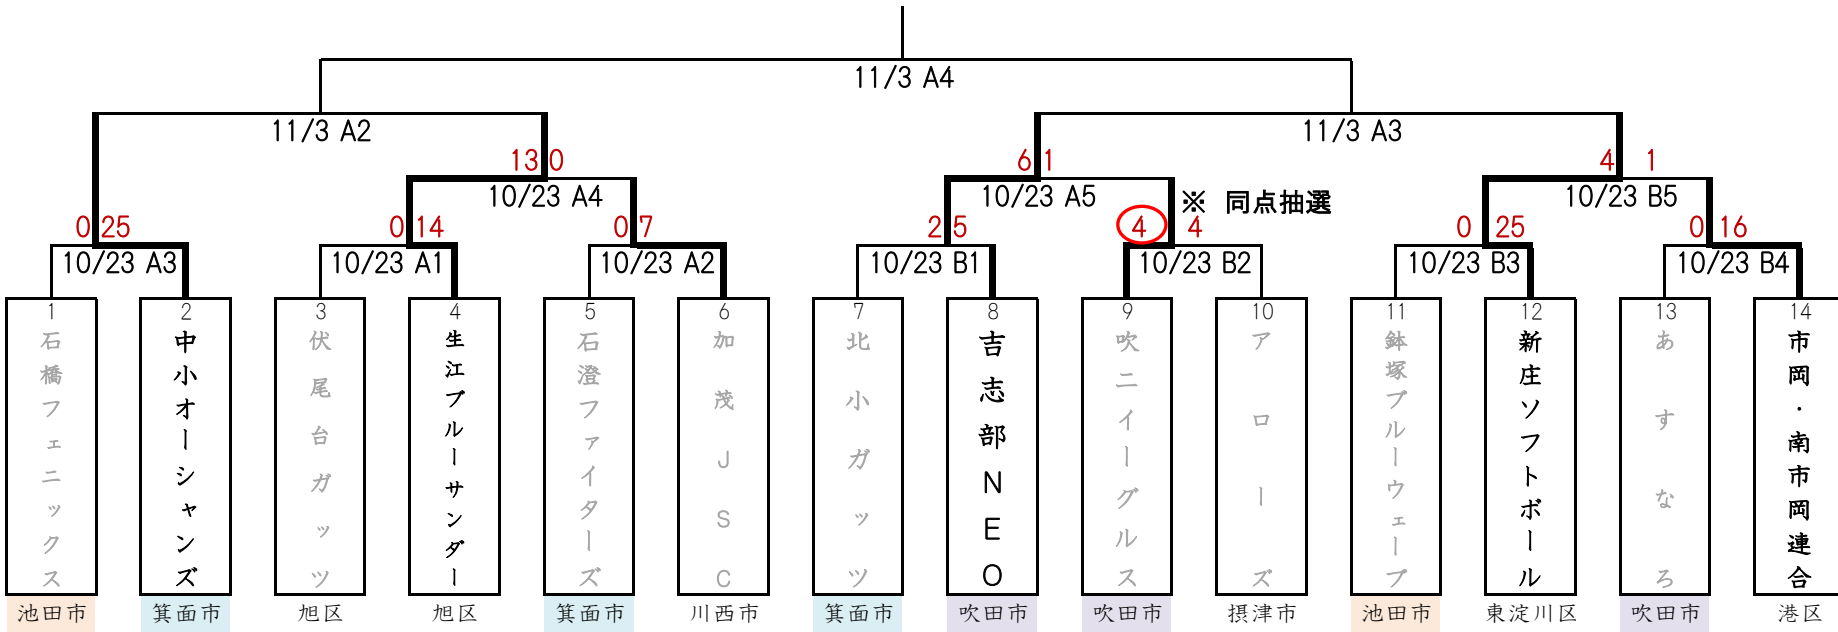 11/3 A4
11/3 A2
11/3 A3
13 0
6 1
4 1
10/23 A4
10/23 A5
※ 同点抽選
10/23 B5
0 25
0 14
0 7
2 5
4 4
0 25
0 16
10/23 A3
10/23 A1
10/23 A2
10/23 B1
10/23 B2
10/23 B3
10/23 B4
1
石橋フェニックス
池田市
2
中小オーシャンズ
箕面市
3
伏尾台ガッツ
旭区
4
生江ブルーサンダー
旭区
5
石澄ファイターズ
箕面市
6
加茂JSC
川西市
7
北小ガッツ
箕面市
8
吉志部NEO
吹田市
9
吹二イーグルス
吹田市
10
アローズ
摂津市
11
鉢塚ブルーウェーブ
池田市
12
新庄ソフトボール
東淀川区
13
あすなろ
吹田市
14
市岡・南市岡連合
港区